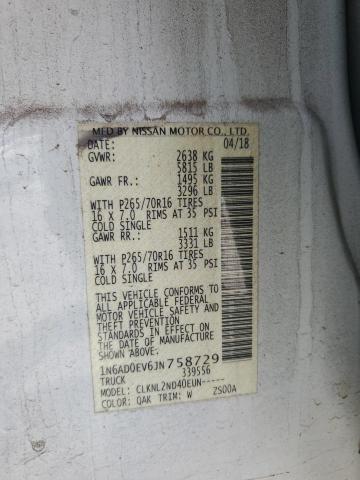 MFD BY NISSAN MOTOR CO., LTD.
DATE: 04/18
GVWR: 2638 KG
5815 LB
GAWR FR.: 1495 KG
3296 LB
WITH P265/70R16 TIRES
16 X 7.0 RIMS AT 35 PSI
COLD SINGLE
GAWR RR.: 1511 KG
3331 LB
WITH P265/70R16 TIRES
16 X 7.0 RIMS AT 35 PSI
COLD SINGLE
THIS VEHICLE CONFORMS TO
ALL APPLICABLE FEDERAL
MOTOR VEHICLE SAFETY AND
THEFT PREVENTION
STANDARDS IN EFFECT ON
THE DATE OF MANUFACTURE
SHOWN ABOVE.
1N6AD0EV6JN758729
TRUCK 339556
MODEL: CLKNL2ND40EUN-----
COLOR: QAK TRIM: W ZS00A